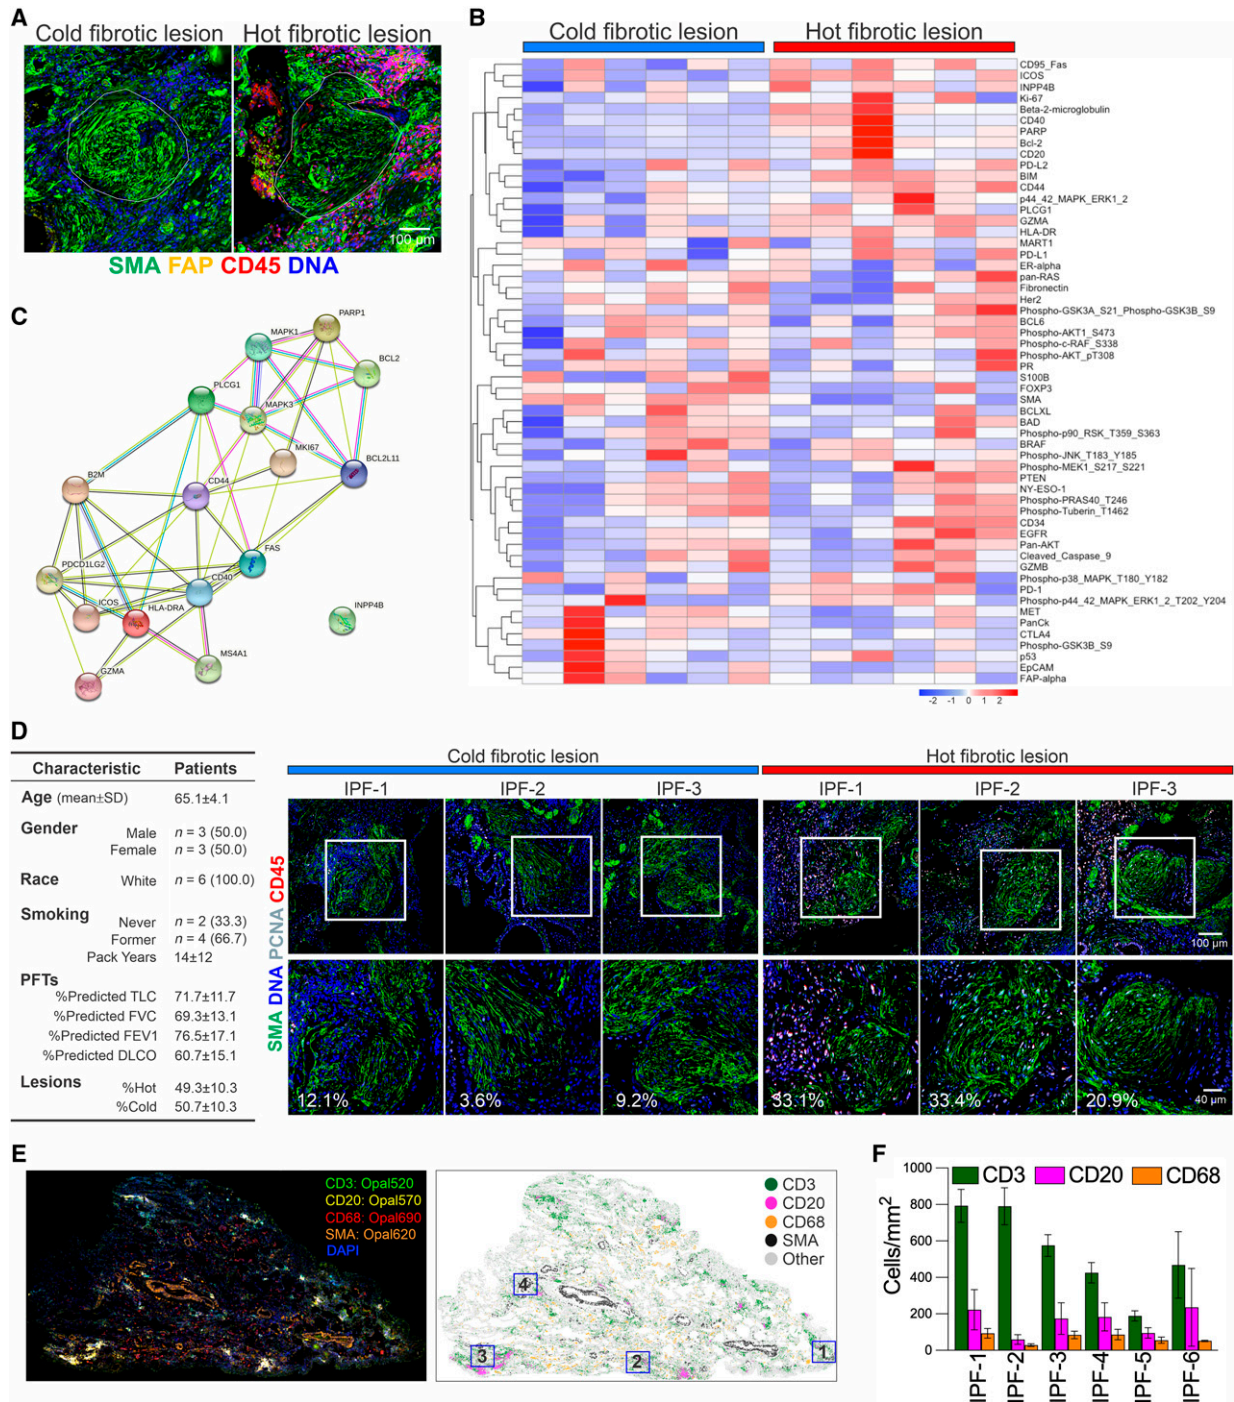 A
Cold fibrotic lesion
Hot fibrotic lesion
100 µm
SMA FAP CD45 DNA
B
Cold fibrotic lesion
Hot fibrotic lesion
CD95_Fas
ICOS
INPP4B
Ki-67
Beta-2-microglobulin
CD40
PARP
Bcl-2
CD20
PD-L2
BIM
CD44
p44_42_MAPK_ERK1_2
PLCG1
GZMA
HLA-DR
MART1
PD-L1
ER-alpha
pan-RAS
Fibronectin
Her2
Phospho-GSK3A_S21_Phospho-GSK3B_S9
BCL6
Phospho-AKT1_S473
Phospho-c-RAF_S338
Phospho-AKT_pT308
PR
S100B
FOXP3
SMA
BCLXL
BAD
Phospho-p90_RSK_T359_S363
BRAF
Phospho-JNK_T183_Y185
Phospho-MEK1_S217_S221
PTEN
NY-ESO-1
Phospho-PRAS40_T246
Phospho-Tuberin_T1462
CD34
EGFR
Pan-AKT
Cleaved_Caspase_9
GZMB
Phospho-p38_MAPK_T180_Y182
PD-1
Phospho-p44_42_MAPK_ERK1_2_T202_Y204
MET
PanCk
CTLA4
Phospho-GSK3B_S9
p53
EpCAM
FAP-alpha
-2 -1 0 1 2
C
PARP1
MAPK1
BCL2
PLCG1
MAPK3
MKI67
BCL2L11
B2M
CD44
FAS
PDCD1LG2
CD40
ICOS
HLA-DRA
INPP4B
MS4A1
GZMA
D
Characteristic Patients
Age (mean±SD) 65.1±4.1
Gender
Male n = 3 (50.0)
Female n = 3 (50.0)
Race White n = 6 (100.0)
Smoking
Never n = 2 (33.3)
Former n = 4 (66.7)
Pack Years 14±12
PFTs
%Predicted TLC 71.7±11.7
%Predicted FVC 69.3±13.1
%Predicted FEV1 76.5±17.1
%Predicted DLCO 60.7±15.1
Lesions
%Hot 49.3±10.3
%Cold 50.7±10.3
SMA DNA PCNA CD45
Cold fibrotic lesion
Hot fibrotic lesion
IPF-1 IPF-2 IPF-3 IPF-1 IPF-2 IPF-3
100 µm
12.1% 3.6% 9.2% 33.1% 33.4% 20.9%
40 µm
E
CD3: Opal520
CD20: Opal570
CD68: Opal690
SMA: Opal620
DAPI
CD3
CD20
CD68
SMA
Other
4
3
2
1
F
CD3 CD20 CD68
Cells/mm²
1000
800
600
400
200
0
IPF-1
IPF-2
IPF-3
IPF-4
IPF-5
IPF-6